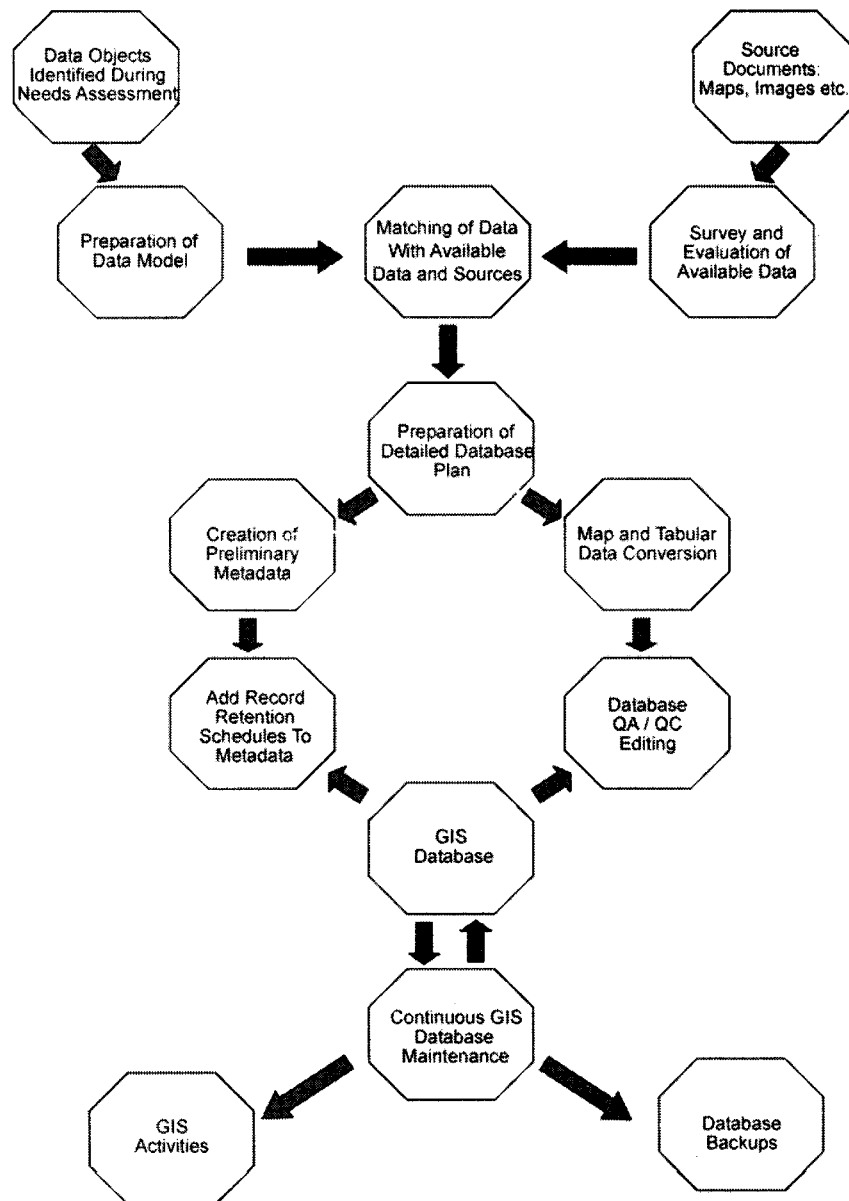 Data Objects
Identified During
Needs Assessment
Source
Documents:
Maps, Images etc.
Preparation of
Data Model
Matching of Data
With Available
Data and Sources
Survey and
Evaluation of
Available Data
Preparation of
Detailed Database
Plan
Creation of
Preliminary
Metadata
Map and Tabular
Data Conversion
Add Record
Retention
Schedules To
Metadata
Database
QA / QC
Editing
GIS
Database
Continuous GIS
Database
Maintenance
GIS
Activities
Database
Backups